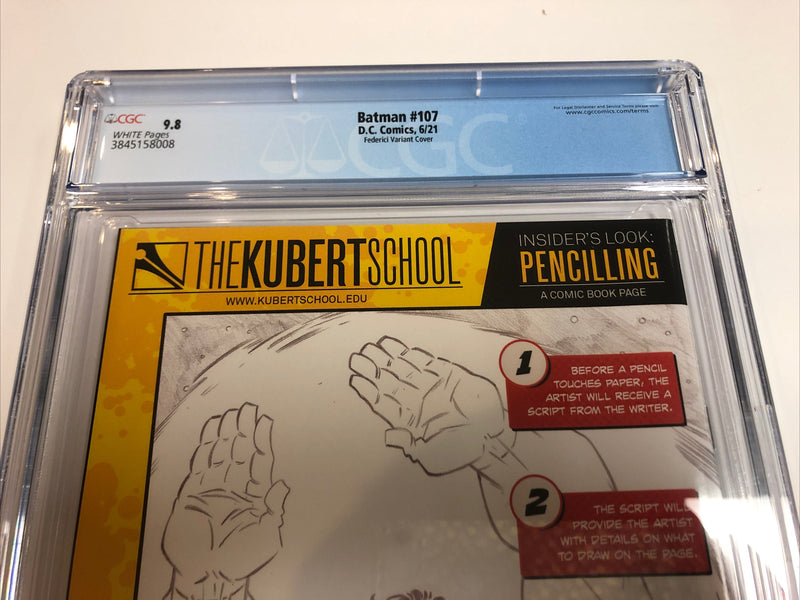 CGC 9.8
WHITE Pages
3845158008
Batman #107
D.C. Comics, 6/21
Federici Variant Cover
For Legal Disclaimer and Service Terms please visit
www.cgccomics.com/terms
CGC
THEKUBERTSCHOOL
WWW.KUBERTSCHOOL.EDU
INSIDER'S LOOK:
PENCILLING
A COMIC BOOK PAGE
1
BEFORE A PENCIL
TOUCHES PAPER, THE
ARTIST WILL RECEIVE A
SCRIPT FROM THE WRITER.
2
THE SCRIPT WILL
PROVIDE THE ARTIST
WITH DETAILS ON WHAT
TO DRAW ON THE PAGE.